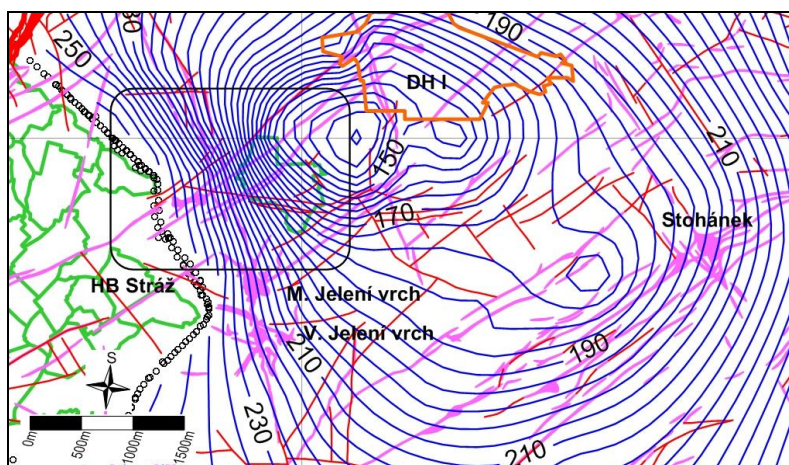 250
230
190
DH I
150
210
170
Stohánek
HB Stráž
M. Jelení vrch
V. Jelení vrch
210
190
S
230
210
0m
500m
1000m
1500m